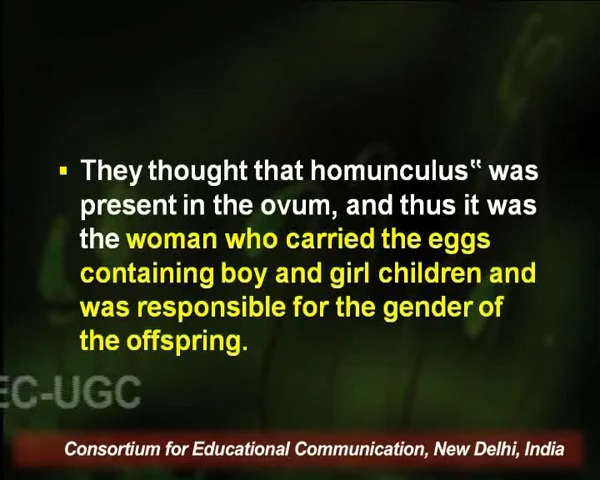 ▪ They thought that homunculus‟ was
present in the ovum, and thus it was
the woman who carried the eggs
containing boy and girl children and
was responsible for the gender of
the offspring.
EC-UGC
Consortium for Educational Communication, New Delhi, India